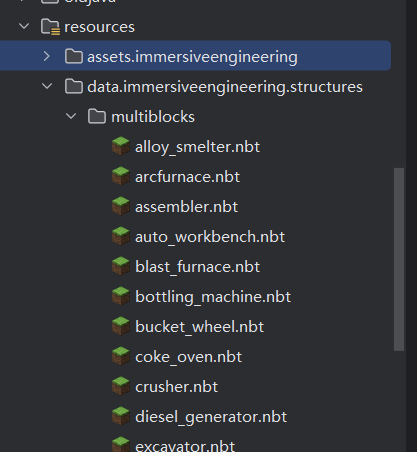 resources
assets.immersiveengineering
data.immersiveengineering.structures
multiblocks
alloy_smelter.nbt
arcfurnace.nbt
assembler.nbt
auto_workbench.nbt
blast_furnace.nbt
bottling_machine.nbt
bucket_wheel.nbt
coke_oven.nbt
crusher.nbt
diesel_generator.nbt
excavator.nbt